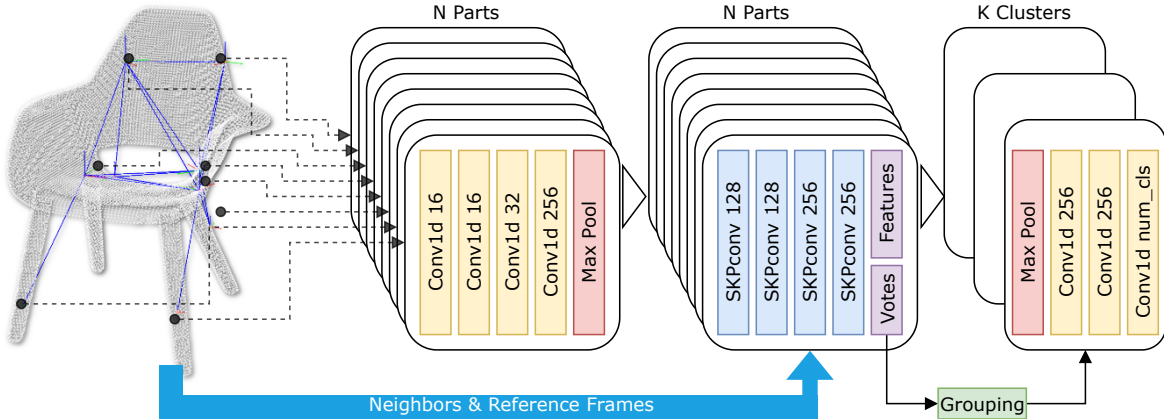 N Parts
N Parts
K Clusters
Conv1d 16
Conv1d 16
Conv1d 32
Conv1d 256
Max Pool
SKPconv 128
SKPconv 128
SKPconv 256
SKPconv 256
Features
Votes
Max Pool
Conv1d 256
Conv1d 256
Conv1d num_cls
Neighbors & Reference Frames
Grouping